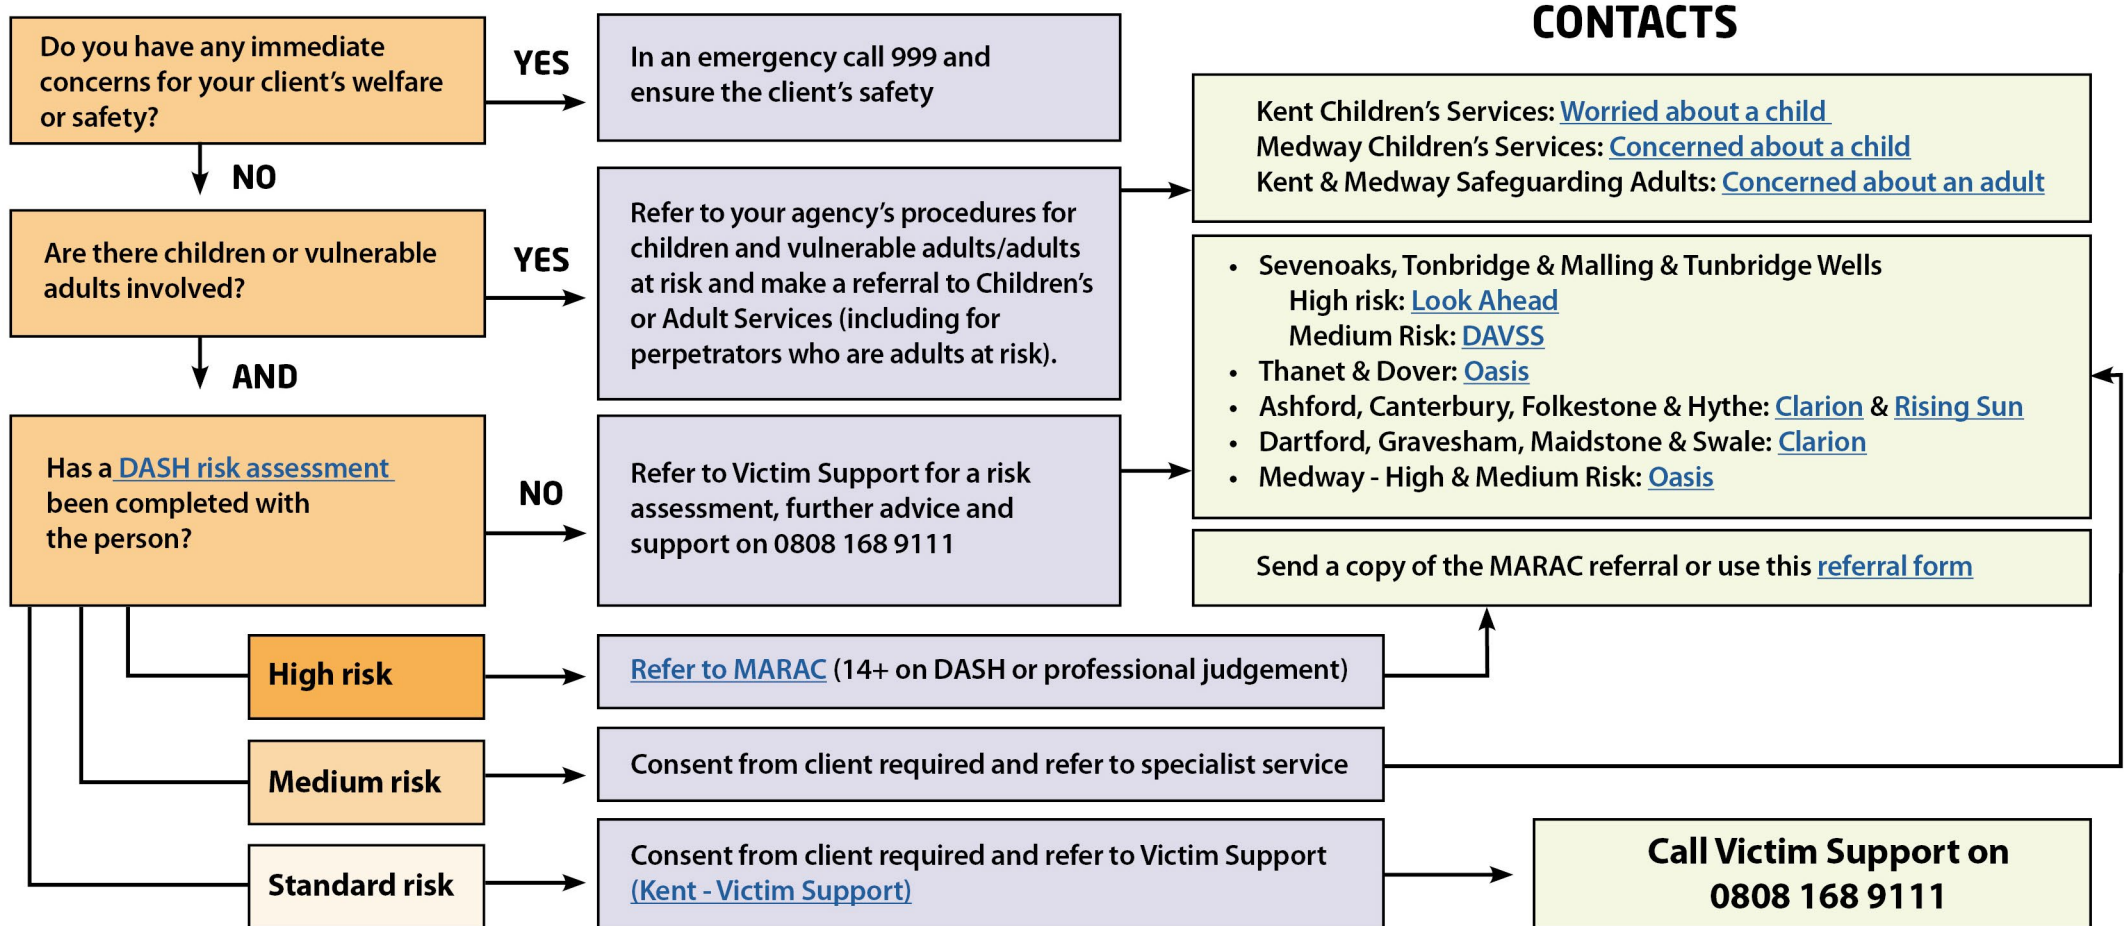 CONTACTS
Do you have any immediate
concerns for your client’s welfare
or safety?
YES
In an emergency call 999 and
ensure the client’s safety
NO
Are there children or vulnerable
adults involved?
YES
Refer to your agency’s procedures for
children and vulnerable adults/adults
at risk and make a referral to Children’s
or Adult Services (including for
perpetrators who are adults at risk).
Kent Children’s Services: Worried about a child
Medway Children’s Services: Concerned about a child
Kent & Medway Safeguarding Adults: Concerned about an adult
AND
Has a DASH risk assessment
been completed with
the person?
NO
Refer to Victim Support for a risk
assessment, further advice and
support on 0808 168 9111
• Sevenoaks, Tonbridge & Malling & Tunbridge Wells
High risk: Look Ahead
Medium Risk: DAVSS
• Thanet & Dover: Oasis
• Ashford, Canterbury, Folkestone & Hythe: Clarion & Rising Sun
• Dartford, Gravesham, Maidstone & Swale: Clarion
• Medway - High & Medium Risk: Oasis
High risk
Refer to MARAC (14+ on DASH or professional judgement)
Send a copy of the MARAC referral or use this referral form
Medium risk
Consent from client required and refer to specialist service
Standard risk
Consent from client required and refer to Victim Support
(Kent - Victim Support)
Call Victim Support on
0808 168 9111